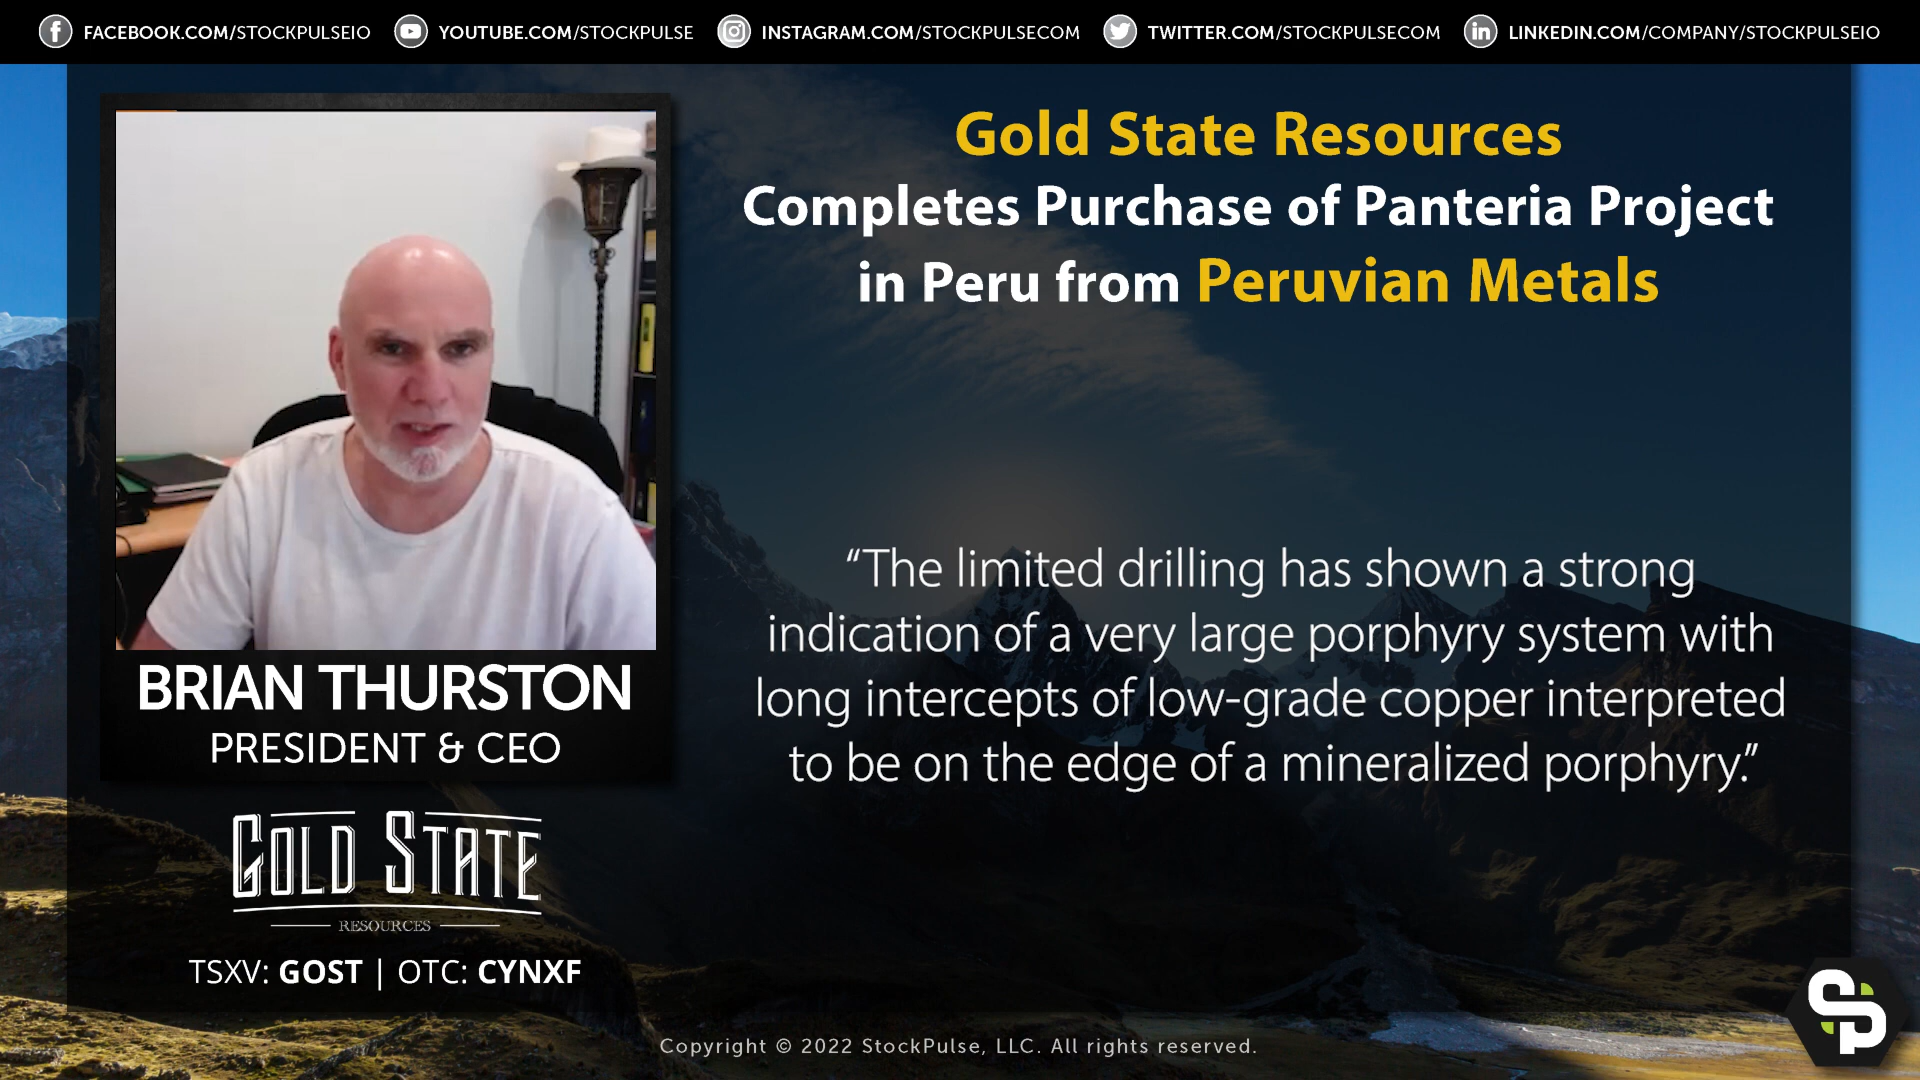 FACEBOOK.COM/STOCKPULSEIO YOUTUBE.COM/STOCKPULSE INSTAGRAM.COM/STOCKPULSECOM TWITTER.COM/STOCKPULSECOM LINKEDIN.COM/COMPANY/STOCKPULSEIO
Gold State Resources
Completes Purchase of Panteria Project
in Peru from Peruvian Metals
“The limited drilling has shown a strong
indication of a very large porphyry system with
long intercepts of low-grade copper interpreted
to be on the edge of a mineralized porphyry.”
BRIAN THURSTON
PRESIDENT & CEO
GOLD STATE
RESOURCES
TSXV: GOST | OTC: CYNXF
SP
Copyright © 2022 StockPulse, LLC. All rights reserved.